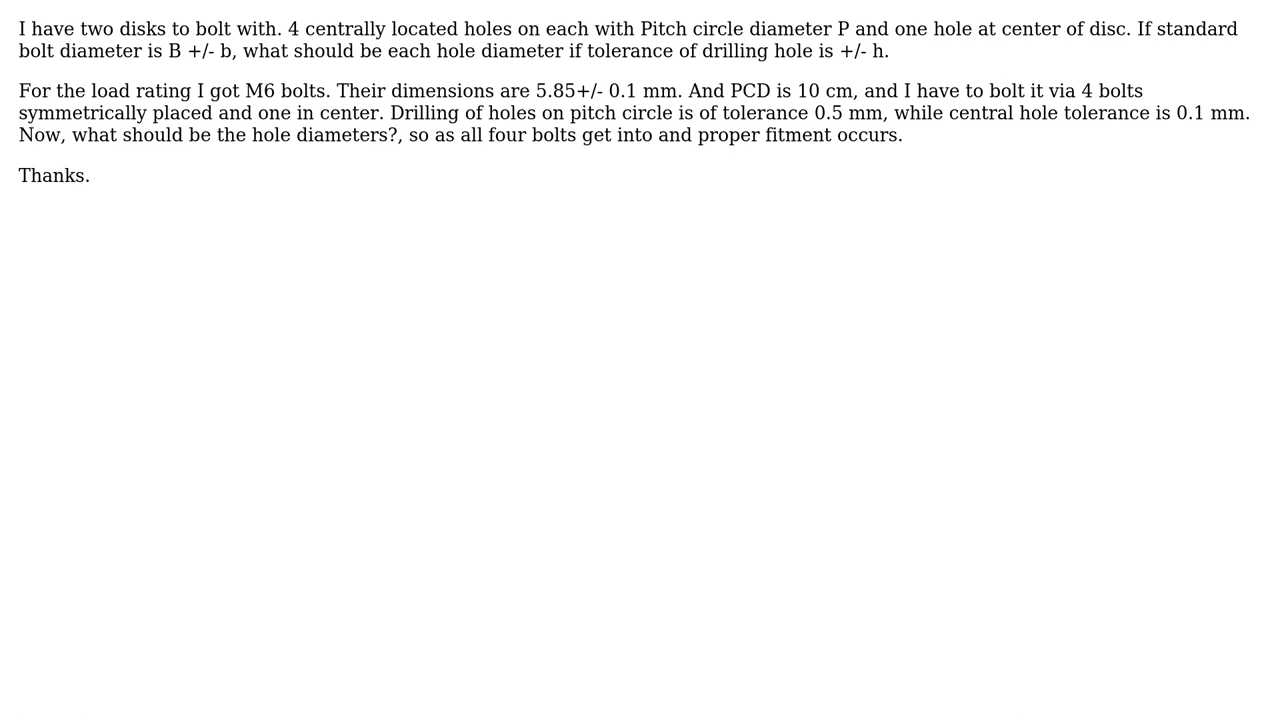 I have two disks to bolt with. 4 centrally located holes on each with Pitch circle diameter P and one hole at center of disc. If standard
bolt diameter is B +/- b, what should be each hole diameter if tolerance of drilling hole is +/- h.
For the load rating I got M6 bolts. Their dimensions are 5.85+/- 0.1 mm. And PCD is 10 cm, and I have to bolt it via 4 bolts
symmetrically placed and one in center. Drilling of holes on pitch circle is of tolerance 0.5 mm, while central hole tolerance is 0.1 mm.
Now, what should be the hole diameters?, so as all four bolts get into and proper fitment occurs.
Thanks.